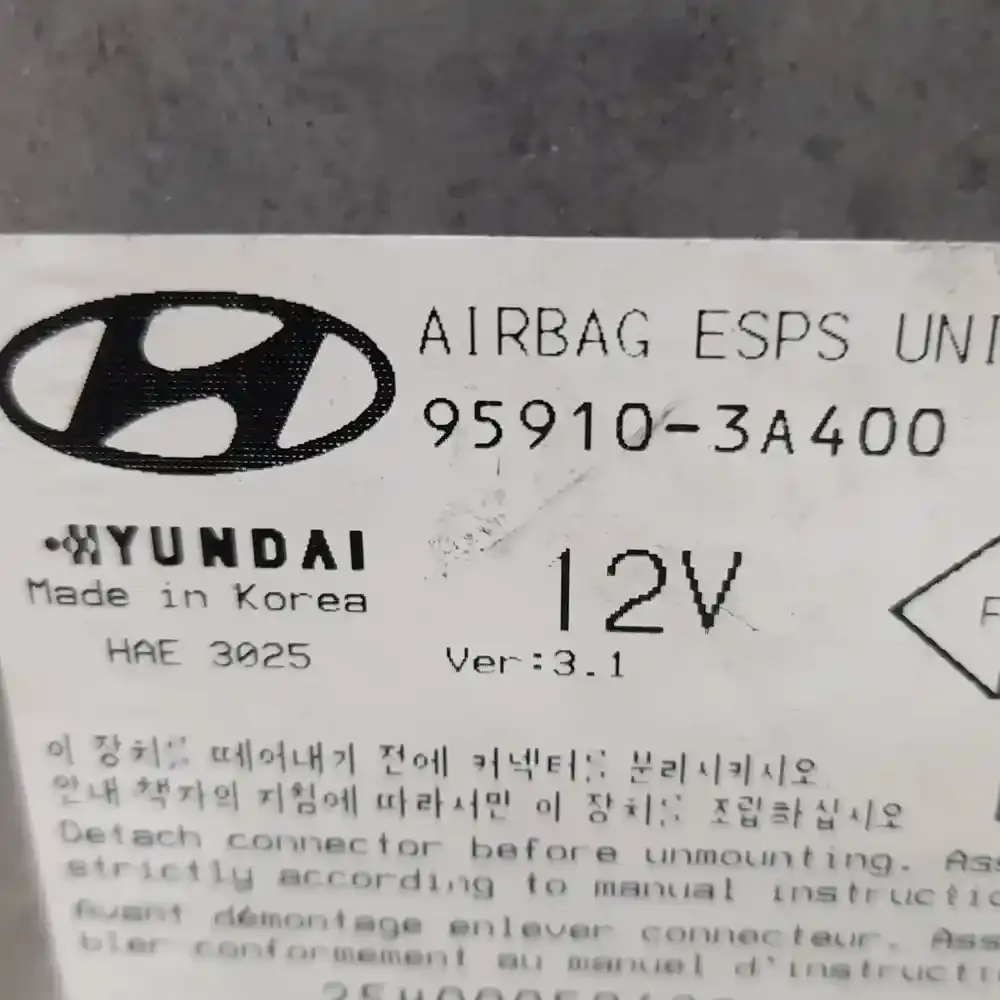 AIRBAG ESPS UNI
95910-3A400
HYUNDAI
Made in Korea
12V
HAE 3025
Ver:3.1
이 장치를 떼어내기 전에 커넥터를 분리시키시오
안내 책자의 지침에 따라서만 이 장치를 조립하십시오
Detach connector before unmounting. Ass
strictly according to manual instructio
Avant démontage enlever connecteur. Ass
bler conformement au manuel d'instructi